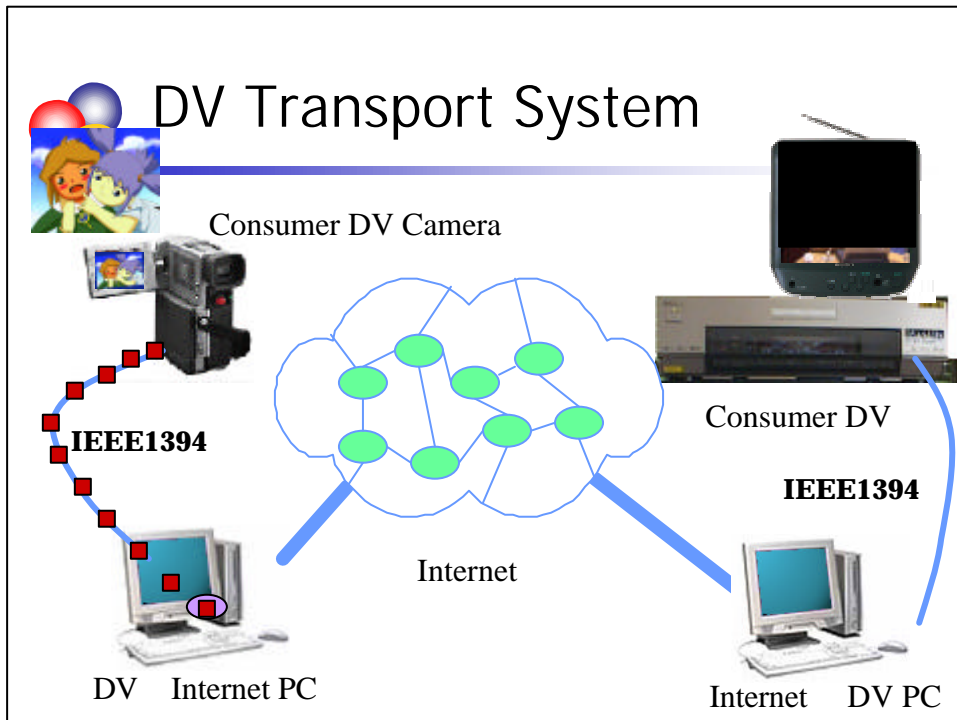 DV Transport System
Consumer DV Camera
Consumer DV
IEEE1394
IEEE1394
Internet
DV Internet PC
Internet DV PC